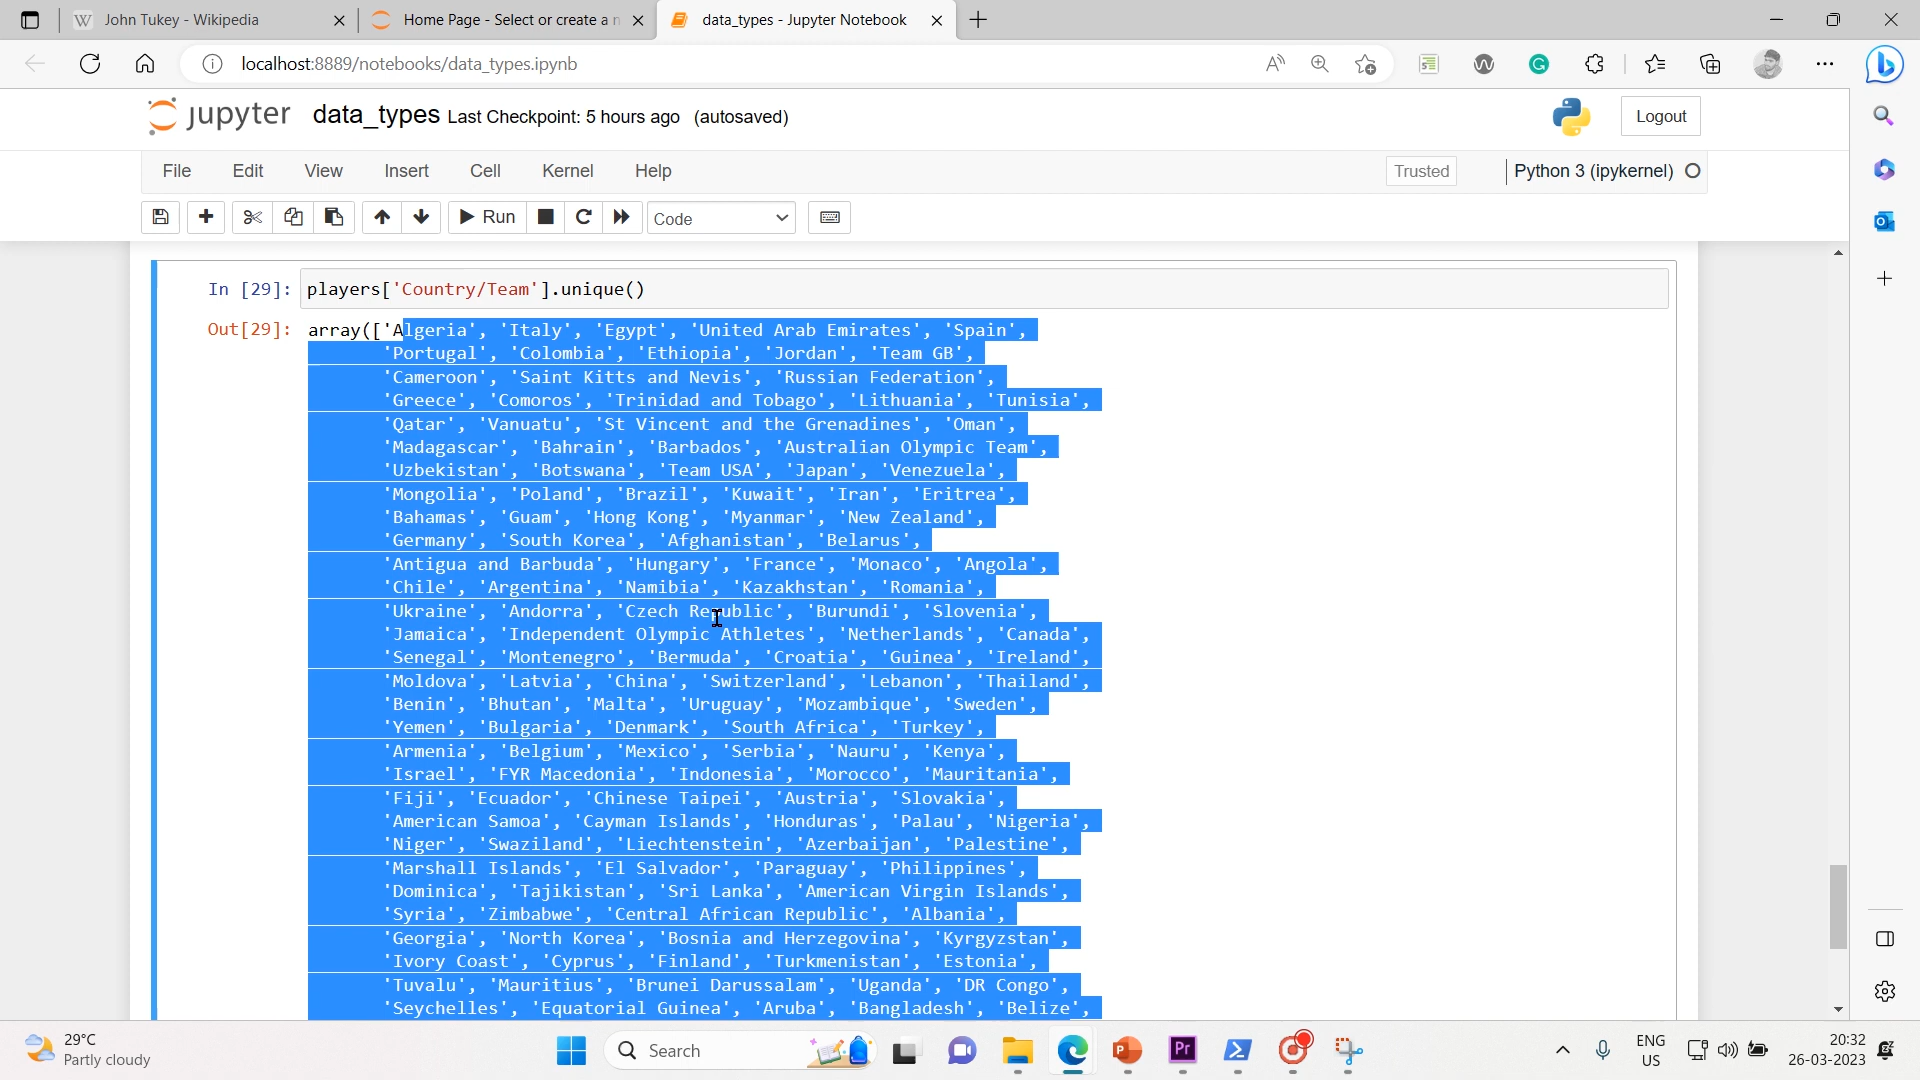 John Tukey - Wikipedia
Home Page - Select or create a n
data_types - Jupyter Notebook
localhost:8889/notebooks/data_types.ipynb
jupyter data_types Last Checkpoint: 5 hours ago (autosaved)
Logout
File Edit View Insert Cell Kernel Help
Trusted
Python 3 (ipykernel)
Run
Code
In [29]: players['Country/Team'].unique()
Out[29]: array(['Algeria', 'Italy', 'Egypt', 'United Arab Emirates', 'Spain',
'Portugal', 'Colombia', 'Ethiopia', 'Jordan', 'Team GB',
'Cameroon', 'Saint Kitts and Nevis', 'Russian Federation',
'Greece', 'Comoros', 'Trinidad and Tobago', 'Lithuania', 'Tunisia',
'Qatar', 'Vanuatu', 'St Vincent and the Grenadines', 'Oman',
'Madagascar', 'Bahrain', 'Barbados', 'Australian Olympic Team',
'Uzbekistan', 'Botswana', 'Team USA', 'Japan', 'Venezuela',
'Mongolia', 'Poland', 'Brazil', 'Kuwait', 'Iran', 'Eritrea',
'Bahamas', 'Guam', 'Hong Kong', 'Myanmar', 'New Zealand',
'Germany', 'South Korea', 'Afghanistan', 'Belarus',
'Antigua and Barbuda', 'Hungary', 'France', 'Monaco', 'Angola',
'Chile', 'Argentina', 'Namibia', 'Kazakhstan', 'Romania',
'Ukraine', 'Andorra', 'Czech Republic', 'Burundi', 'Slovenia',
'Jamaica', 'Independent Olympic Athletes', 'Netherlands', 'Canada',
'Senegal', 'Montenegro', 'Bermuda', 'Croatia', 'Guinea', 'Ireland',
'Moldova', 'Latvia', 'China', 'Switzerland', 'Lebanon', 'Thailand',
'Benin', 'Bhutan', 'Malta', 'Uruguay', 'Mozambique', 'Sweden',
'Yemen', 'Bulgaria', 'Denmark', 'South Africa', 'Turkey',
'Armenia', 'Belgium', 'Mexico', 'Serbia', 'Nauru', 'Kenya',
'Israel', 'FYR Macedonia', 'Indonesia', 'Morocco', 'Mauritania',
'Fiji', 'Ecuador', 'Chinese Taipei', 'Austria', 'Slovakia',
'American Samoa', 'Cayman Islands', 'Honduras', 'Palau', 'Nigeria',
'Niger', 'Swaziland', 'Liechtenstein', 'Azerbaijan', 'Palestine',
'Marshall Islands', 'El Salvador', 'Paraguay', 'Philippines',
'Dominica', 'Tajikistan', 'Sri Lanka', 'American Virgin Islands',
'Syria', 'Zimbabwe', 'Central African Republic', 'Albania',
'Georgia', 'North Korea', 'Bosnia and Herzegovina', 'Kyrgyzstan',
'Ivory Coast', 'Cyprus', 'Finland', 'Turkmenistan', 'Estonia',
'Tuvalu', 'Mauritius', 'Brunei Darussalam', 'Uganda', 'DR Congo',
'Seychelles', 'Equatorial Guinea', 'Aruba', 'Bangladesh', 'Belize',
29°C
Partly cloudy
Search
Pr
ENG
US
20:32
26-03-2023